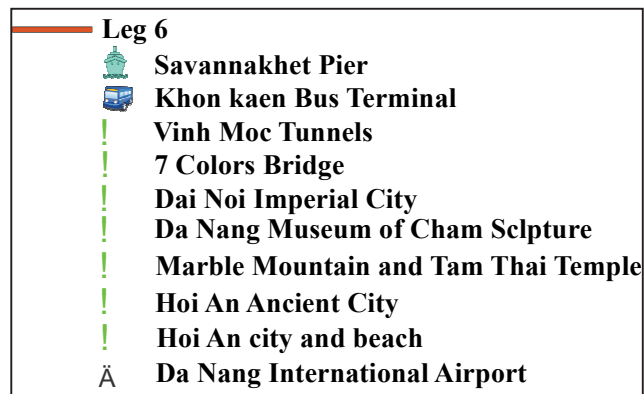 Leg 6
Savannakhet Pier
Khon kaen Bus Terminal
! Vinh Moc Tunnels
! 7 Colors Bridge
! Dai Noi Imperial City
! Da Nang Museum of Cham Sclpture
! Marble Mountain and Tam Thai Temple
! Hoi An Ancient City
! Hoi An city and beach
Ä Da Nang International Airport